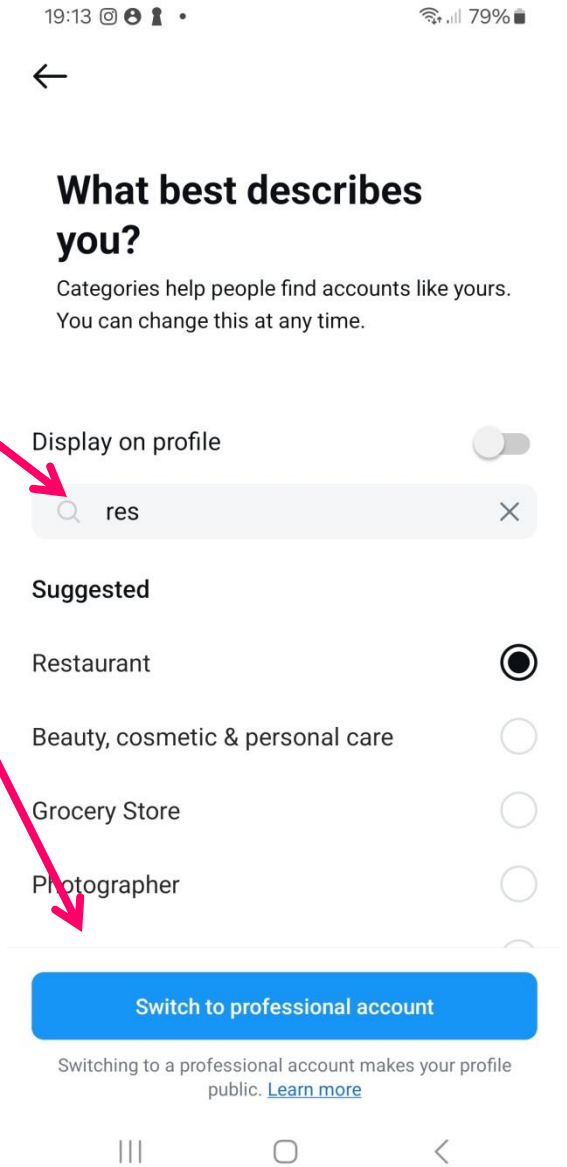 19:13 79%
What best describes
you?
Categories help people find accounts like yours.
You can change this at any time.
Display on profile
res
Suggested
Restaurant
Beauty, cosmetic & personal care
Grocery Store
Photographer
Switch to professional account
Switching to a professional account makes your profile
public. Learn more